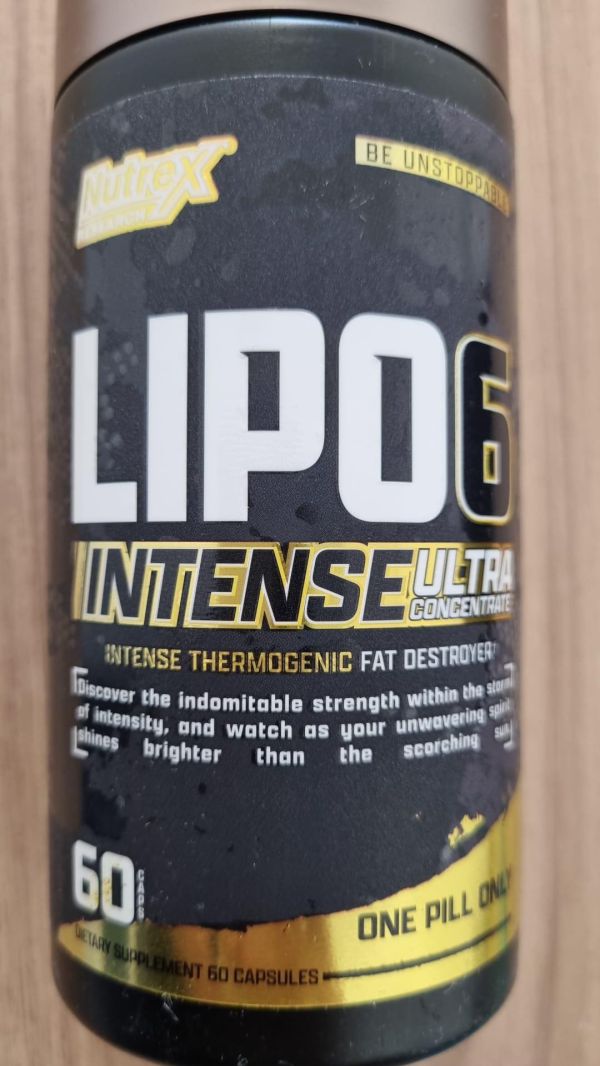 Nutrex
RESEARCH
BE UNSTOPPABLE
LIPO6
INTENSE ULTRA
CONCENTRATE
INTENSE THERMOGENIC FAT DESTROYER
Discover the indomitable strength within the storm
of intensity, and watch as your unwavering spirit
shines brighter than the scorching sun
60 CAPS
ONE PILL ONLY
DIETARY SUPPLEMENT 60 CAPSULES